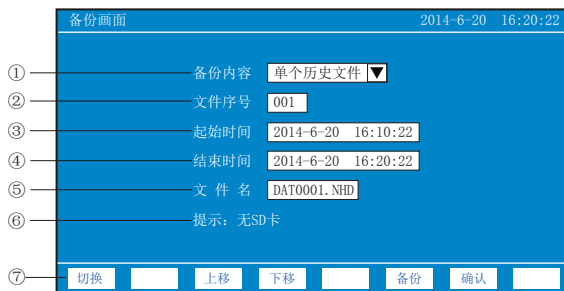 备份画面 2014-6-20 16:20:22
① 备份内容 单个历史文件
② 文件序号 001
③ 起始时间 2014-6-20 16:10:22
④ 结束时间 2014-6-20 16:20:22
⑤ 文 件 名 DAT0001.NHD
⑥ 提示：无SD卡
⑦ 切换 上移 下移 备份 确认